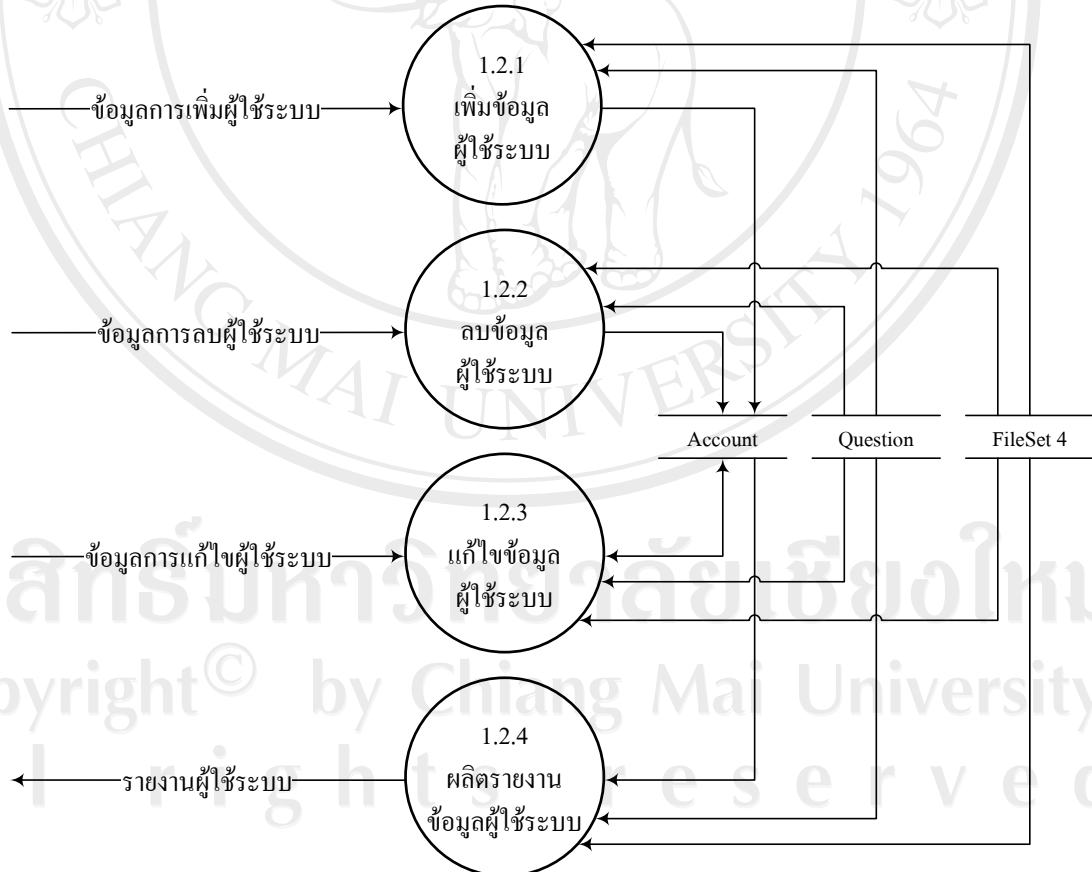 1.2.1
เพิ่มข้อมูล
ผู้ใช้ระบบ
ข้อมูลการเพิ่มผู้ใช้ระบบ
1.2.2
ลบข้อมูล
ผู้ใช้ระบบ
ข้อมูลการลบผู้ใช้ระบบ
Account
Question
FileSet 4
1.2.3
แก้ไขข้อมูล
ผู้ใช้ระบบ
ข้อมูลการแก้ไขผู้ใช้ระบบ
1.2.4
ผลิตรายงาน
ข้อมูลผู้ใช้ระบบ
รายงานผู้ใช้ระบบ
CHIANG MAI UNIVERSITY 1964
สิทธิ์มหาวิทยาลัยเชียงให
pyright© by Chiang Mai University
l rights reserved